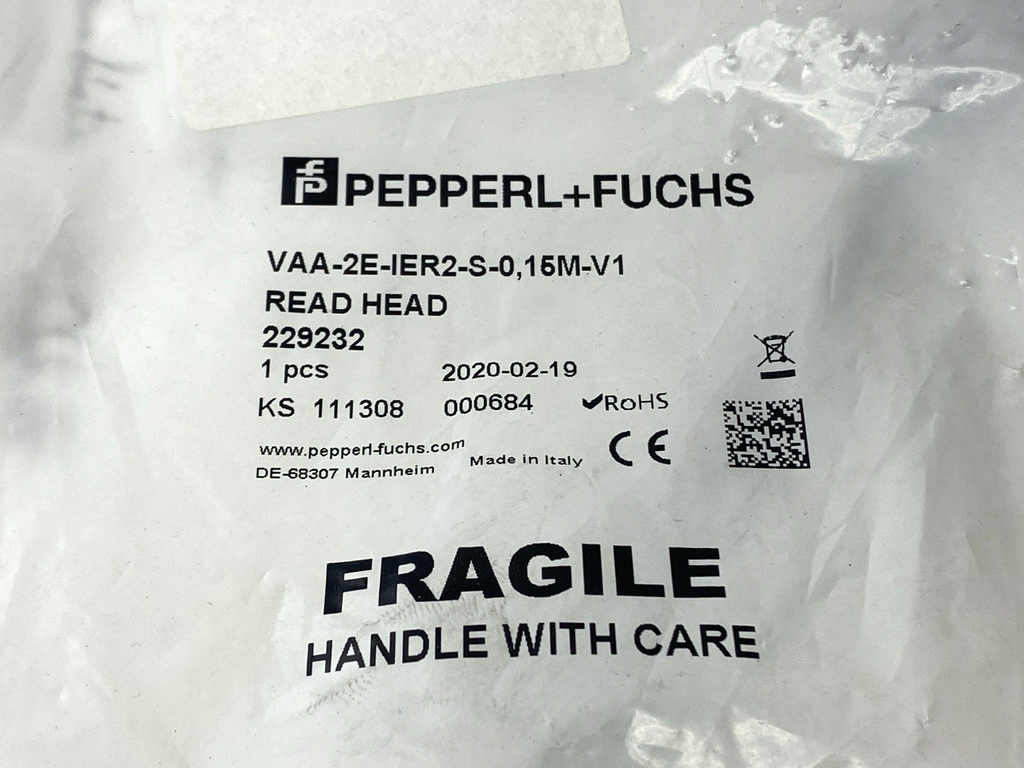 PEPPERL+FUCHS
VAA-2E-IER2-S-0,15M-V1
READ HEAD
229232
1 pcs 2020-02-19
KS 111308 000684 RoHS
www.pepperl-fuchs.com Made in Italy CE
DE-68307 Mannheim
FRAGILE
HANDLE WITH CARE